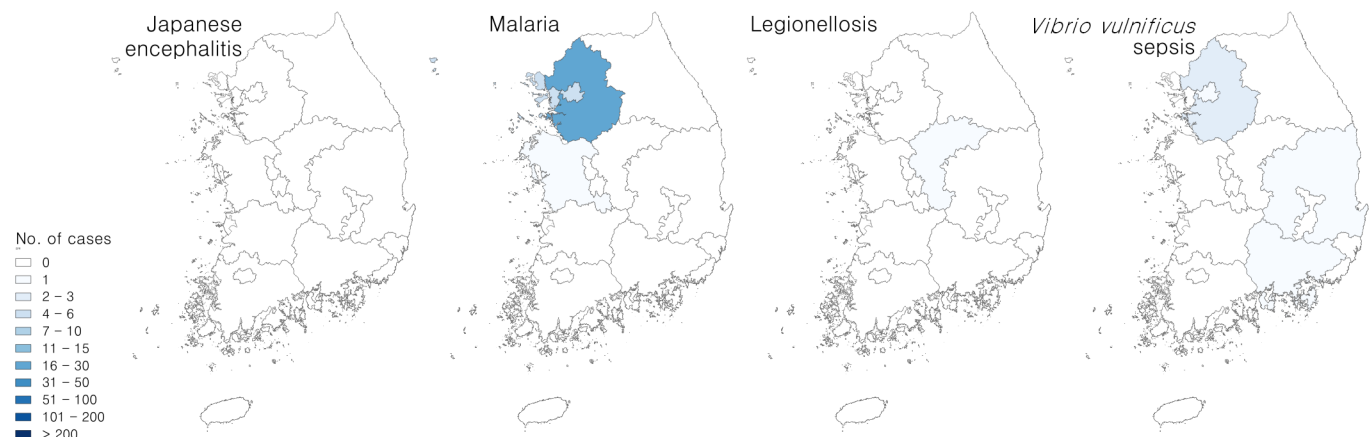 Japanese
encephalitis
Malaria
Legionellosis
Vibrio vulnificus
sepsis
No. of cases
0
1
2 – 3
4 – 6
7 – 10
11 – 15
16 – 30
31 – 50
51 – 100
101 – 200
> 200